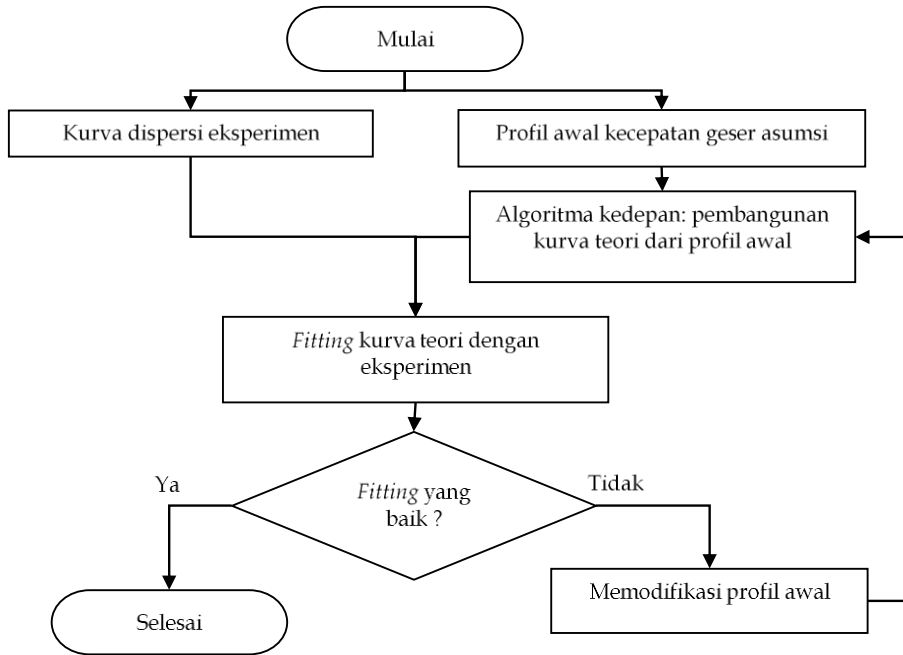 Mulai
Kurva dispersi eksperimen
Profil awal kecepatan geser asumsi
Algoritma kedepan: pembangunan
kurva teori dari profil awal
Fitting kurva teori dengan
eksperimen
Ya
Fitting yang
baik ?
Tidak
Selesai
Memodifikasi profil awal